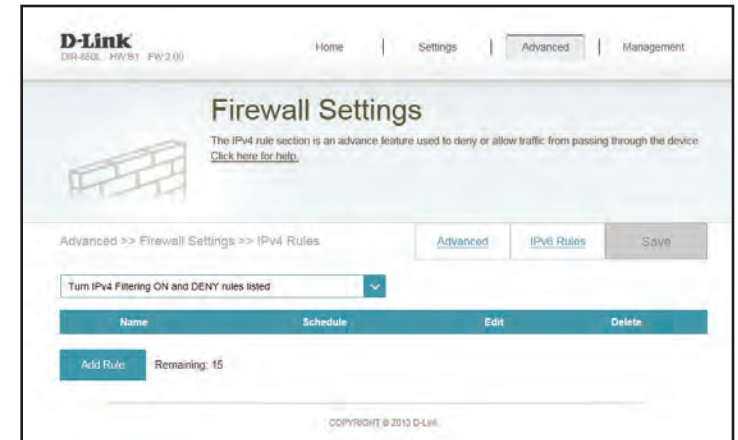 D-Link
DIR-850L HW:B1 FW:2.00
Home | Settings | Advanced | Management
Firewall Settings
The IPv4 rule section is an advance feature used to deny or allow traffic from passing through the device.
Click here for help.
Advanced >> Firewall Settings >> IPv4 Rules
Advanced IPv6 Rules Save
Turn IPv4 Filtering ON and DENY rules listed
Name Schedule Edit Delete
Add Rule Remaining: 15
COPYRIGHT © 2013 D-Link